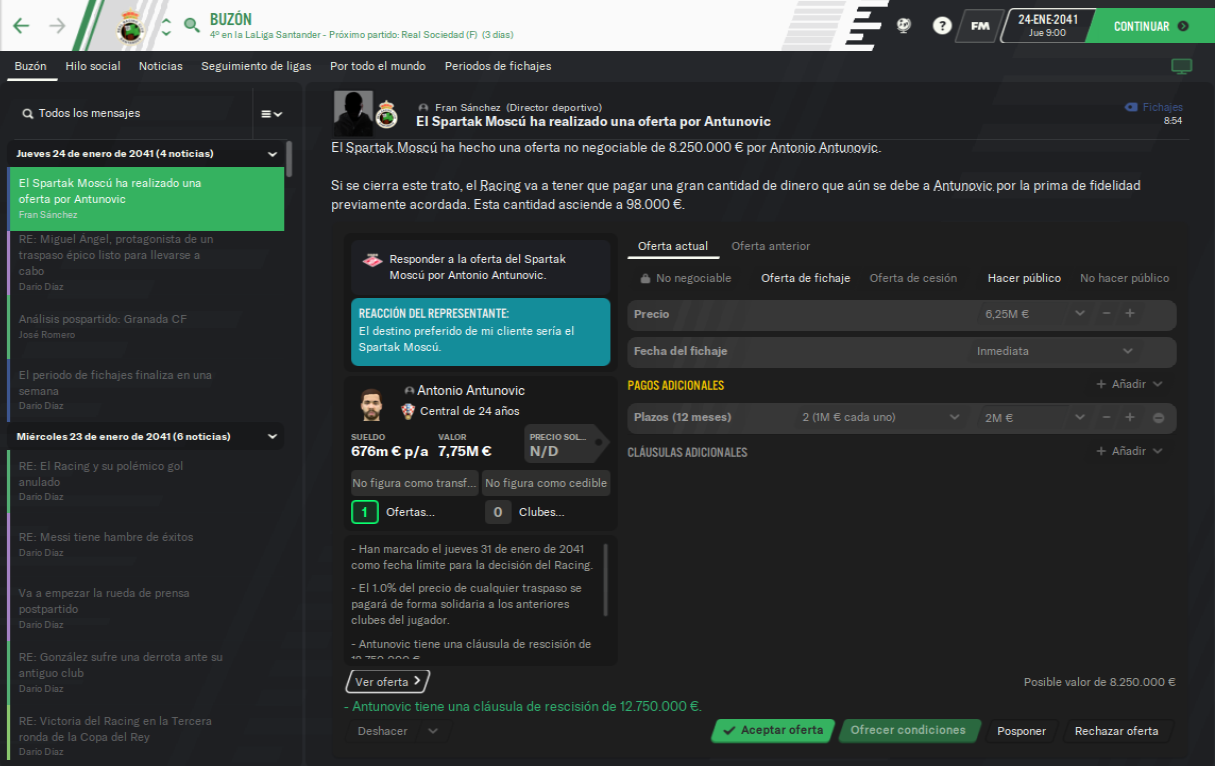 BUZÓN
4º en la LaLiga Santander - Próximo partido: Real Sociedad (F) (3 días)
?
FM
24-ENE-2041
Jue 9:00
CONTINUAR
Buzón
Hilo social
Noticias
Seguimiento de ligas
Por todo el mundo
Periodos de fichajes
Todos los mensajes
Jueves 24 de enero de 2041 (4 noticias)
El Spartak Moscú ha realizado una
oferta por Antunovic
Fran Sánchez
RE: Miguel Ángel, protagonista de un
traspaso épico listo para llevarse a
cabo
Darío Díaz
Análisis pospartido: Granada CF
José Romero
El periodo de fichajes finaliza en una
semana
Darío Díaz
Miércoles 23 de enero de 2041 (6 noticias)
RE: El Racing y su polémico gol
anulado
Darío Díaz
RE: Messi tiene hambre de éxitos
Darío Díaz
Va a empezar la rueda de prensa
postpartido
Darío Díaz
RE: González sufre una derrota ante su
antiguo club
Darío Díaz
RE: Victoria del Racing en la Tercera
ronda de la Copa del Rey
Darío Díaz
Fran Sánchez (Director deportivo)
El Spartak Moscú ha realizado una oferta por Antunovic
Fichajes
8:54
El Spartak Moscú ha hecho una oferta no negociable de 8.250.000 € por Antonio Antunovic.
Si se cierra este trato, el Racing va a tener que pagar una gran cantidad de dinero que aún se debe a Antunovic por la prima de fidelidad
previamente acordada. Esta cantidad asciende a 98.000 €.
Responder a la oferta del Spartak
Moscú por Antonio Antunovic.
REACCIÓN DEL REPRESENTANTE:
El destino preferido de mi cliente sería el
Spartak Moscú.
Antonio Antunovic
Central de 24 años
SUELDO
676m € p/a
VALOR
7,75M €
PRECIO SOL...
N/D
No figura como transf...
No figura como cedible
1 Ofertas...
0 Clubes...
- Han marcado el jueves 31 de enero de 2041
como fecha límite para la decisión del Racing.
- El 1.0% del precio de cualquier traspaso se
pagará de forma solidaria a los anteriores
clubes del jugador.
- Antunovic tiene una cláusula de rescisión de
12.750.000 €.
Oferta actual
Oferta anterior
No negociable
Oferta de fichaje
Oferta de cesión
Hacer público
No hacer público
Precio
6,25M €
Fecha del fichaje
Inmediata
PAGOS ADICIONALES
+ Añadir
Plazos (12 meses)
2 (1M € cada uno)
2M €
CLÁUSULAS ADICIONALES
+ Añadir
Ver oferta
Posible valor de 8.250.000 €
- Antunovic tiene una cláusula de rescisión de 12.750.000 €.
Deshacer
Aceptar oferta
Ofrecer condiciones
Posponer
Rechazar oferta